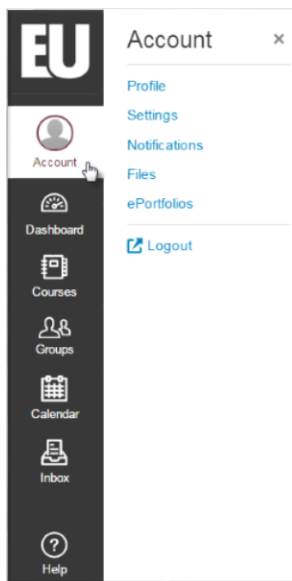 EU
Account
Dashboard
Courses
Groups
Calendar
Inbox
Help
Account ×
Profile
Settings
Notifications
Files
ePortfolios
Logout